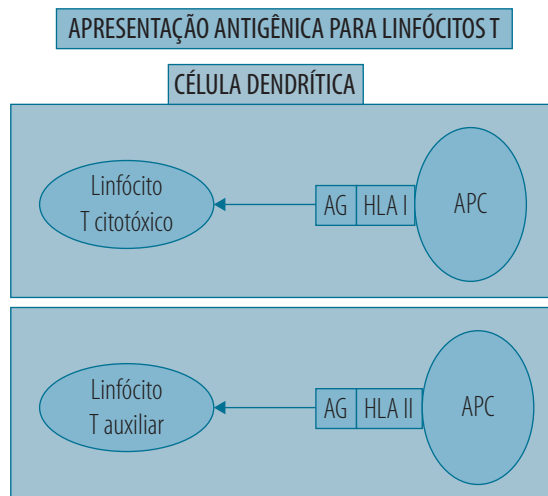 APRESENTAÇÃO ANTIGÊNICA PARA LINFÓCITOS T
CÉLULA DENDRÍTICA
Linfócito
T citotóxico
AG
HLA I
APC
Linfócito
T auxiliar
AG
HLA II
APC